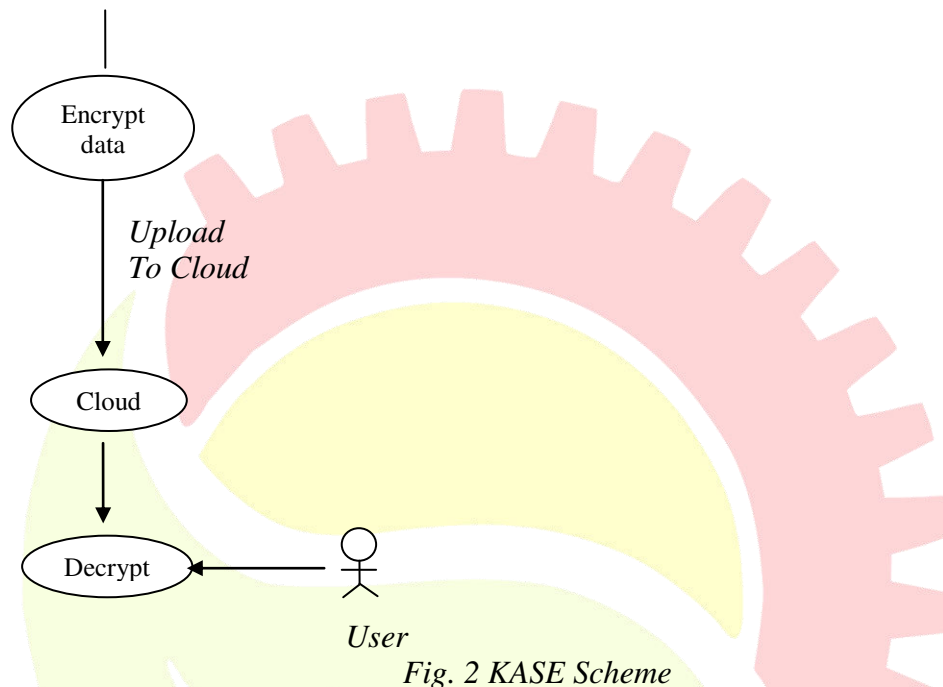 Encrypt
data
Upload
To Cloud
Cloud
Decrypt
User
Fig. 2 KASE Scheme